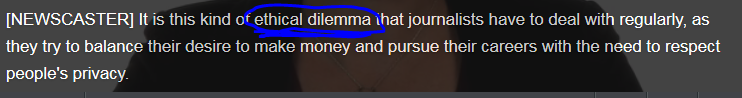 [NEWSCASTER] It is this kind of ethical dilemma that journalists have to deal with regularly, as
they try to balance their desire to make money and pursue their careers with the need to respect
people's privacy.